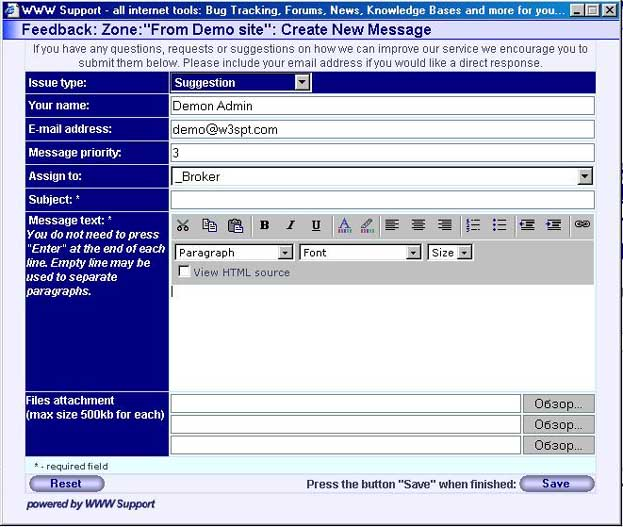 WWW Support - all internet tools: Bug Tracking, Forums, News, Knowledge Bases and more for you...
Feedback: Zone:"From Demo site": Create New Message
If you have any questions, requests or suggestions on how we can improve our service we encourage you to
submit them below. Please include your email address if you would like a direct response.
Issue type: Suggestion
Your name: Demon Admin
E-mail address: demo@w3spt.com
Message priority: 3
Assign to: _Broker
Subject: *
Message text: *
You do not need to press
"Enter" at the end of each
line. Empty line may be
used to separate
paragraphs.
B I U A
Paragraph Font Size
View HTML source
Files attachment
(max size 500kb for each)
Обзор...
Обзор...
Обзор...
* - required field
Reset Press the button "Save" when finished: Save
powered by WWW Support